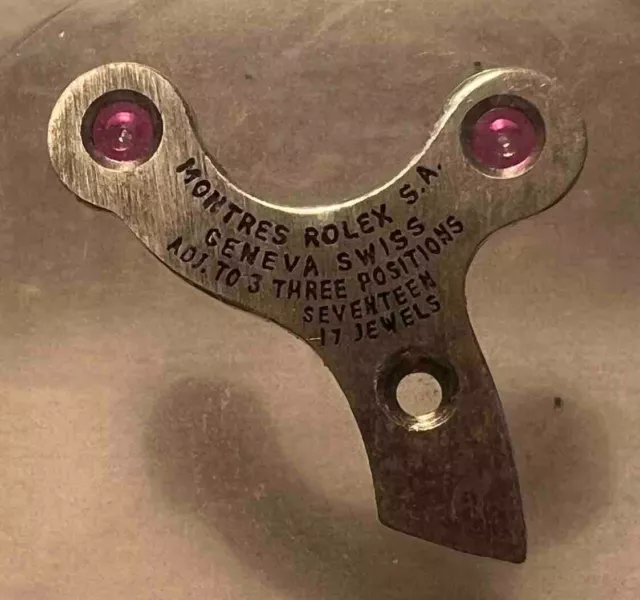 MONTRES ROLEX S.A.
GENEVA SWISS
ADJ. TO 3 THREE POSITIONS
SEVENTEEN
17 JEWELS